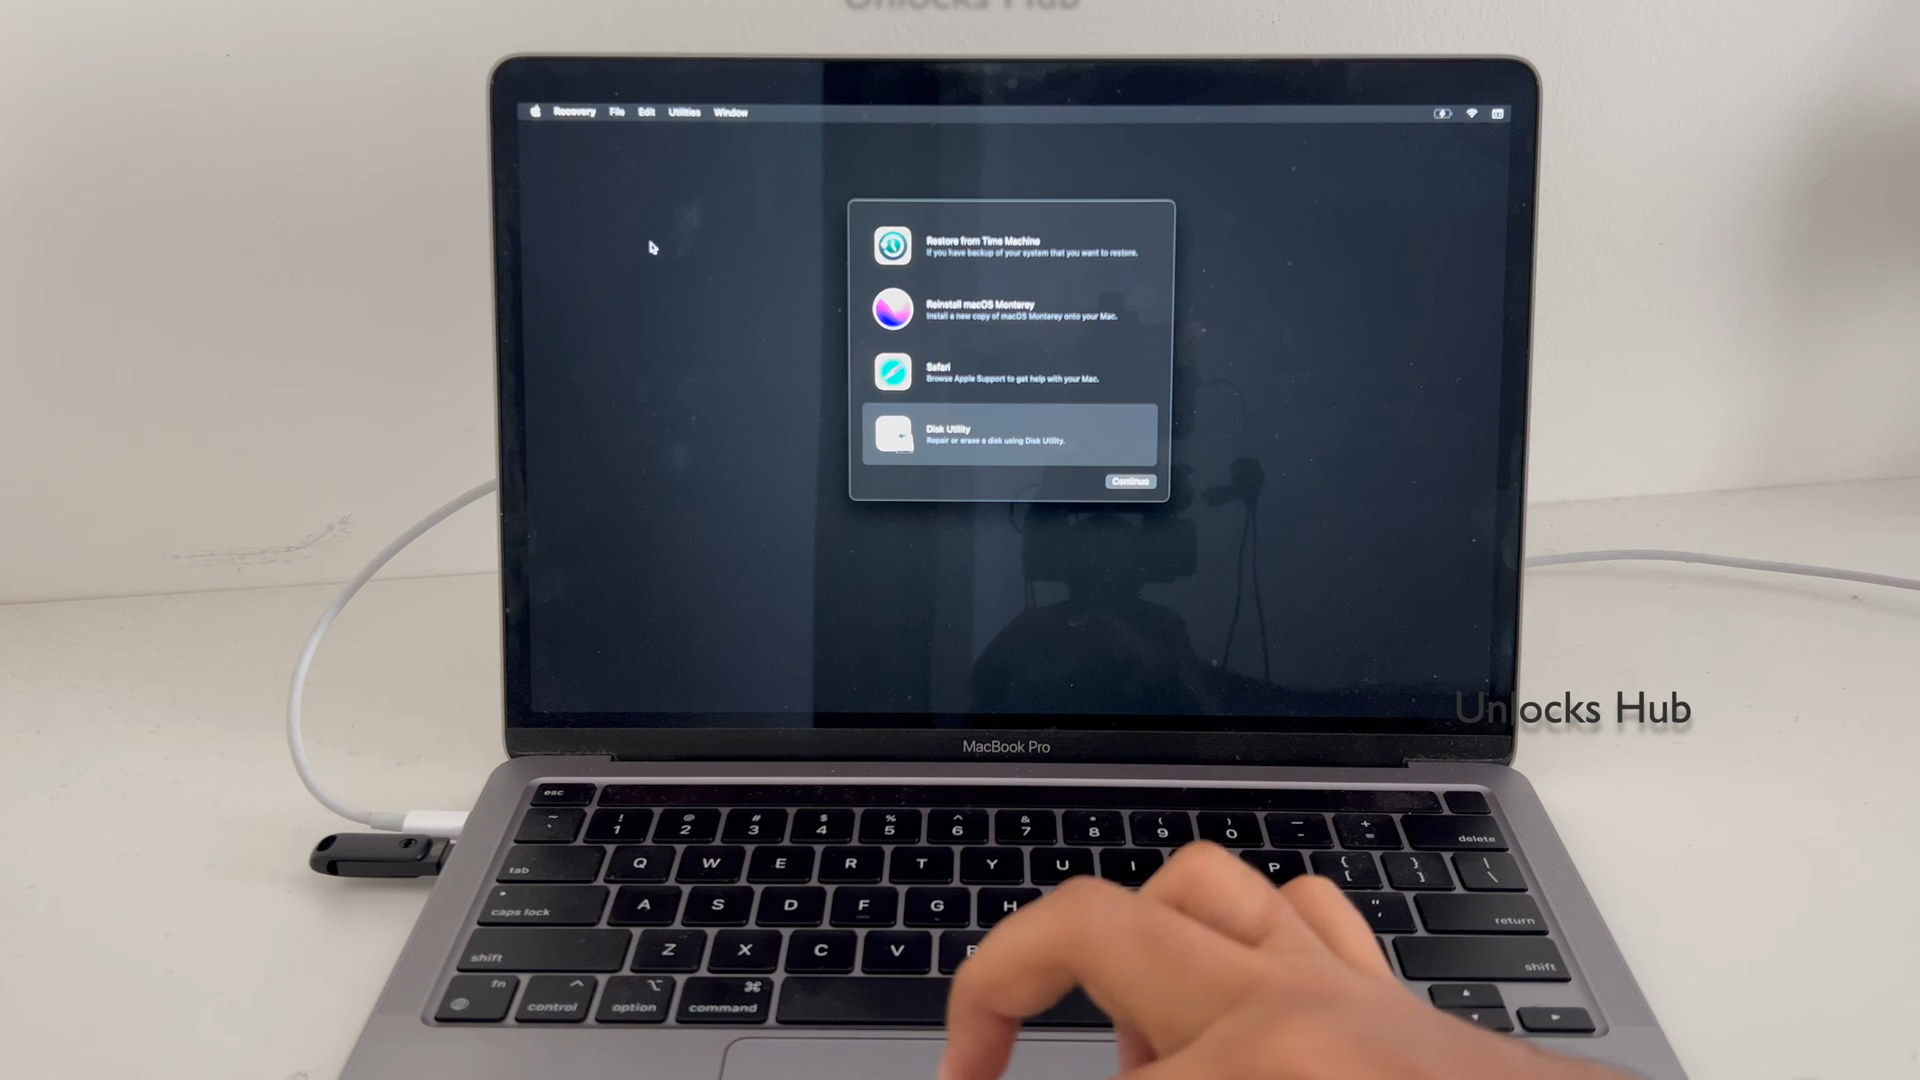 Unlocks Hub
Recovery File Edit Utilities Window
Restore from Time Machine
If you have backup of your system that you want to restore.
Reinstall macOS Monterey
Install a new copy of macOS Monterey onto your Mac.
Safari
Browse Apple Support to get help with your Mac.
Disk Utility
Repair or erase a disk using Disk Utility.
Continue
Unlocks Hub
MacBook Pro
esc
~ ! @ # $ % ^ & * ( ) — +
` 1 2 3 4 5 6 7 8 9 0 - = delete
tab Q W E R T Y U I P { [ } ] | \
caps lock A S D F G H " ' return
shift Z X C V B shift
fn control ^ option ⌥ command ⌘